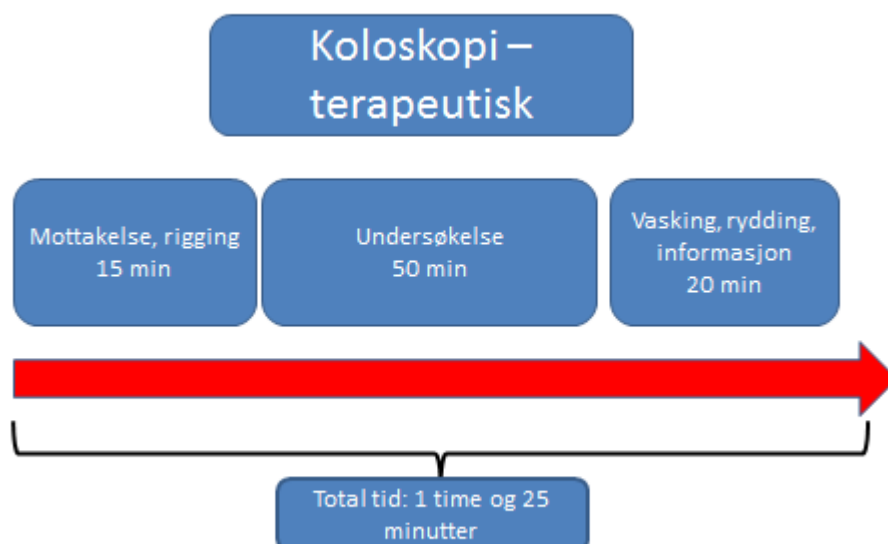 Koloskopi –
terapeutisk
Mottakelse, rigging
15 min
Undersøkelse
50 min
Vasking, rydding,
informasjon
20 min
Total tid: 1 time og 25
minutter